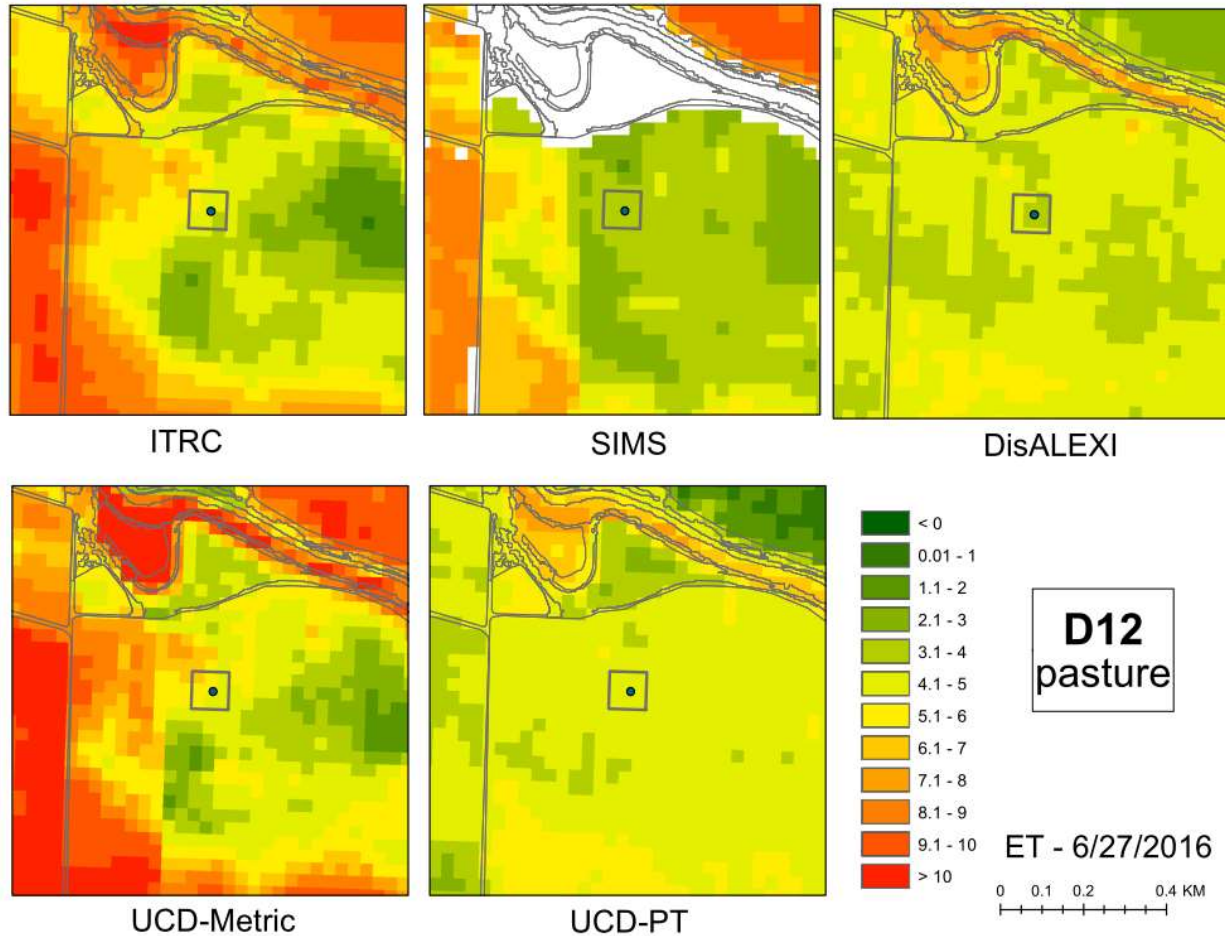 ITRC
SIMS
DisALEXI
UCD-Metric
UCD-PT
< 0
0.01 - 1
1.1 - 2
2.1 - 3
3.1 - 4
4.1 - 5
5.1 - 6
6.1 - 7
7.1 - 8
8.1 - 9
9.1 - 10
> 10
D12
pasture
ET - 6/27/2016
0 0.1 0.2 0.4 KM